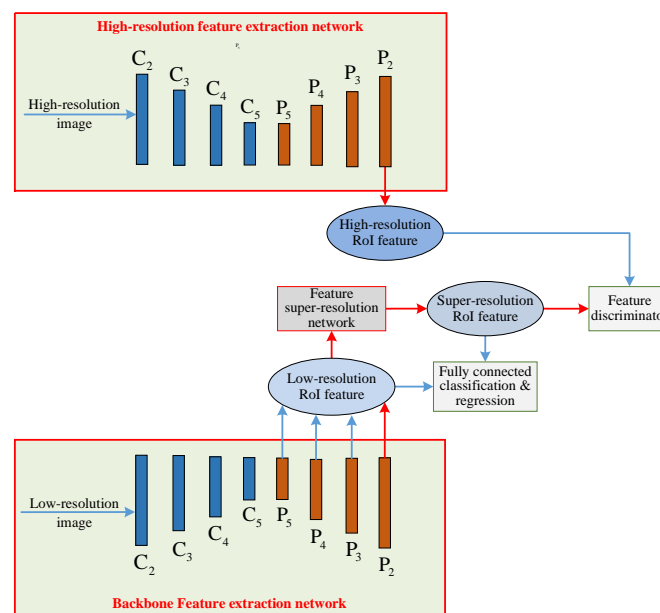 High-resolution feature extraction network
C2
C3
C4
C5
P5
P4
P3
P2
High-resolution
image
High-resolution
RoI feature
Feature
super-resolution
network
Super-resolution
RoI feature
Feature
discriminator
Low-resolution
RoI feature
Fully connected
classification &
regression
Low-resolution
image
C2
C3
C4
C5
P5
P4
P3
P2
Backbone Feature extraction network